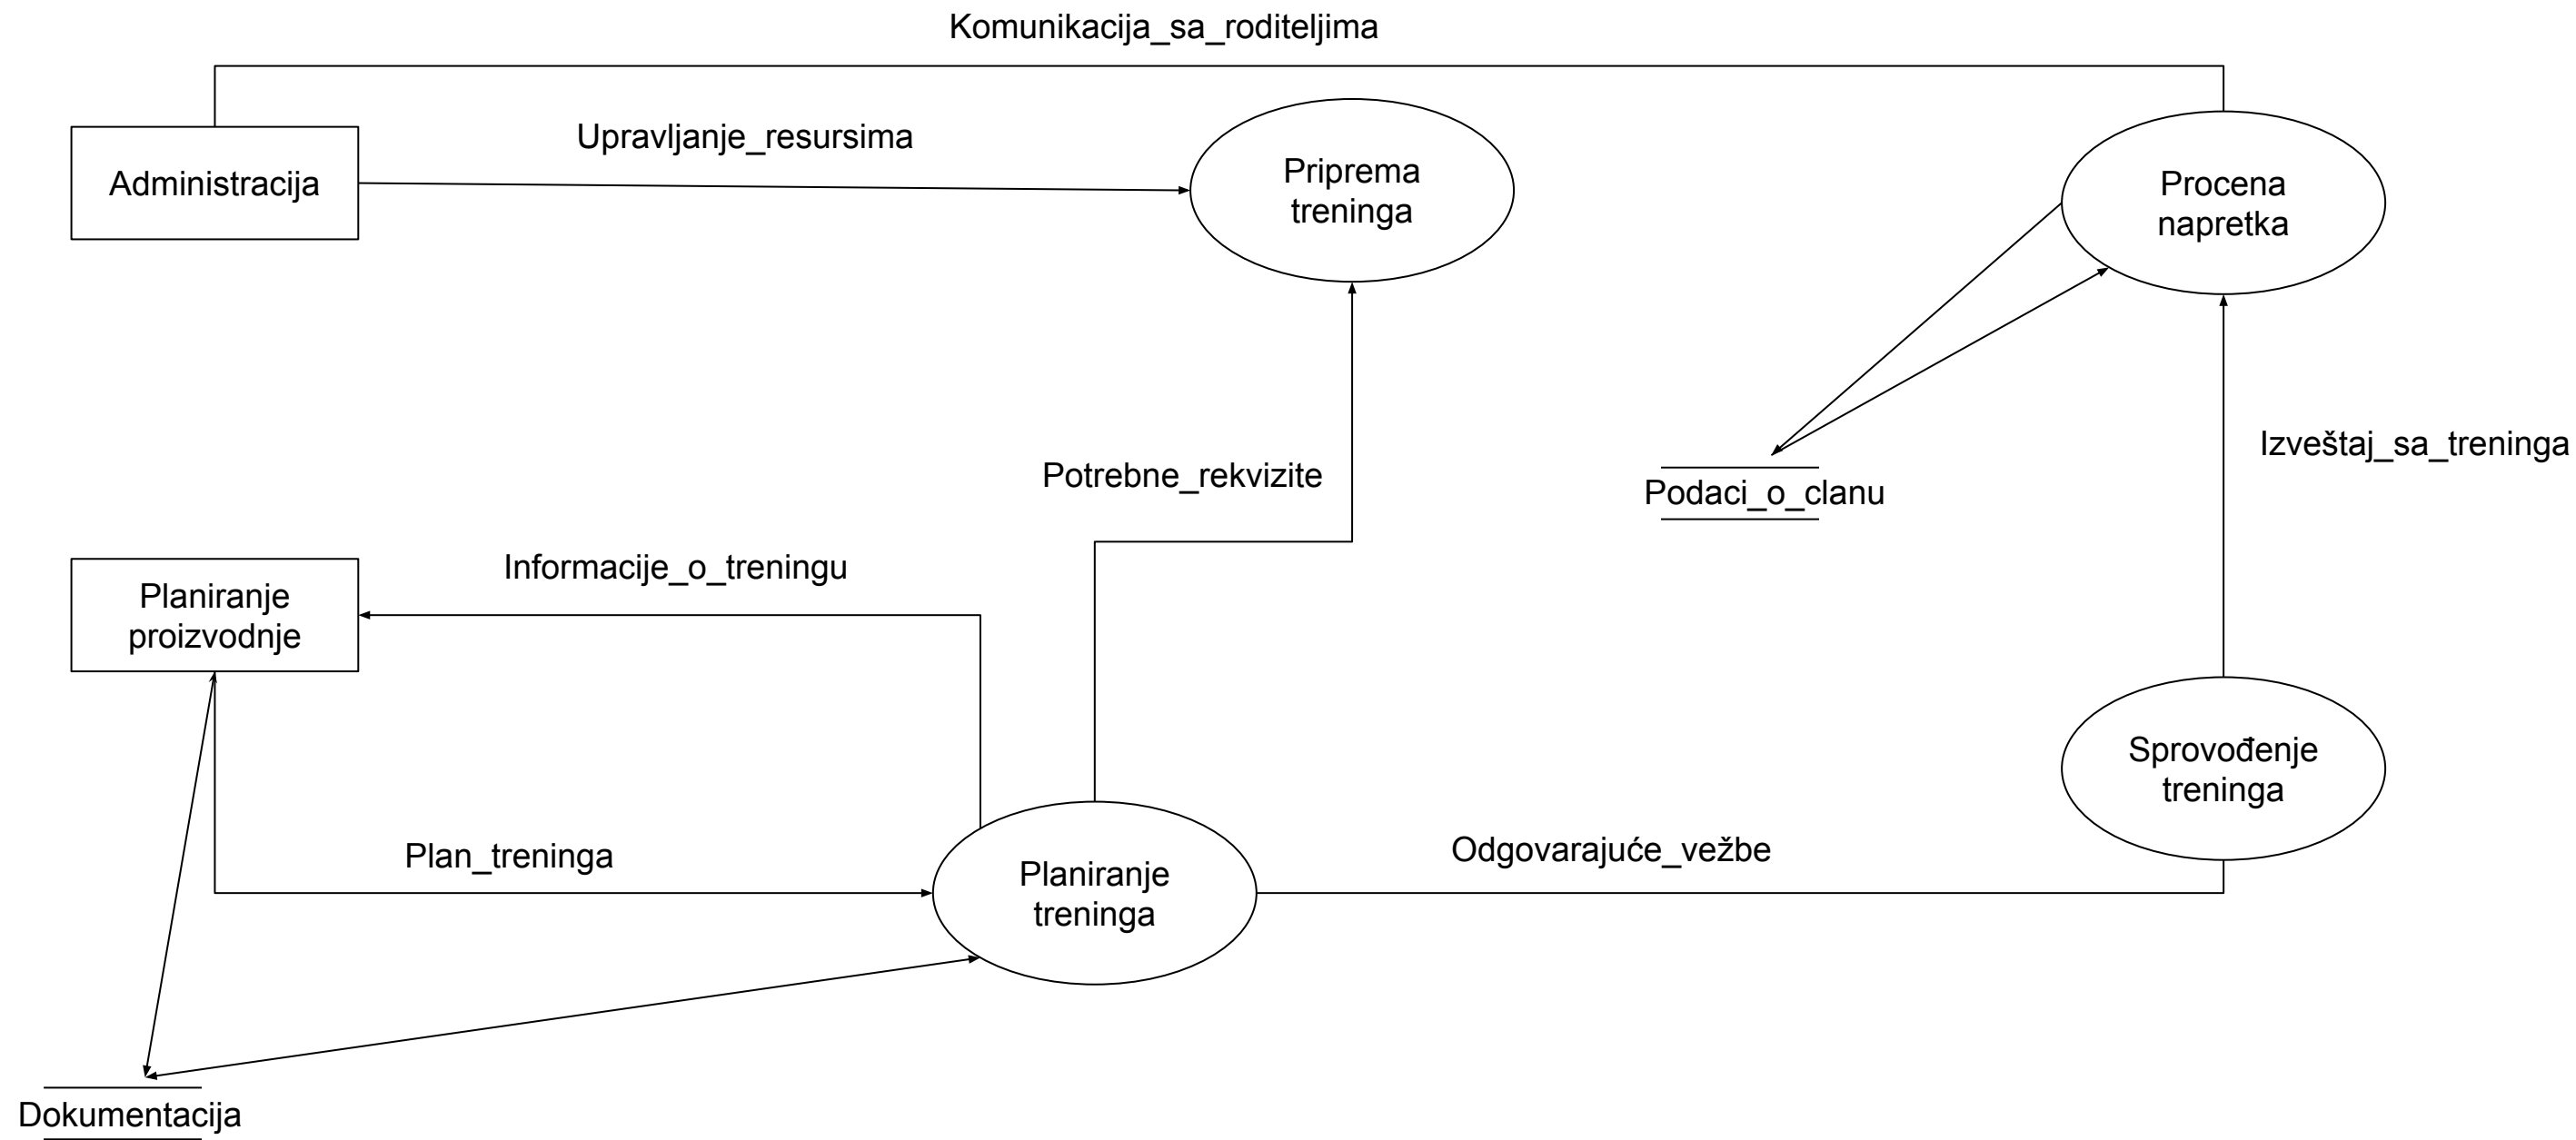 Komunikacija_sa_roditeljima
Upravljanje_resursima
Administracija
Priprema
treninga
Procena
napretka
Izveštaj_sa_treninga
Potrebne_rekvizite
Podaci_o_clanu
Informacije_o_treningu
Planiranje
proizvodnje
Sprovođenje
treninga
Plan_treninga
Odgovarajuće_vežbe
Planiranje
treninga
Dokumentacija